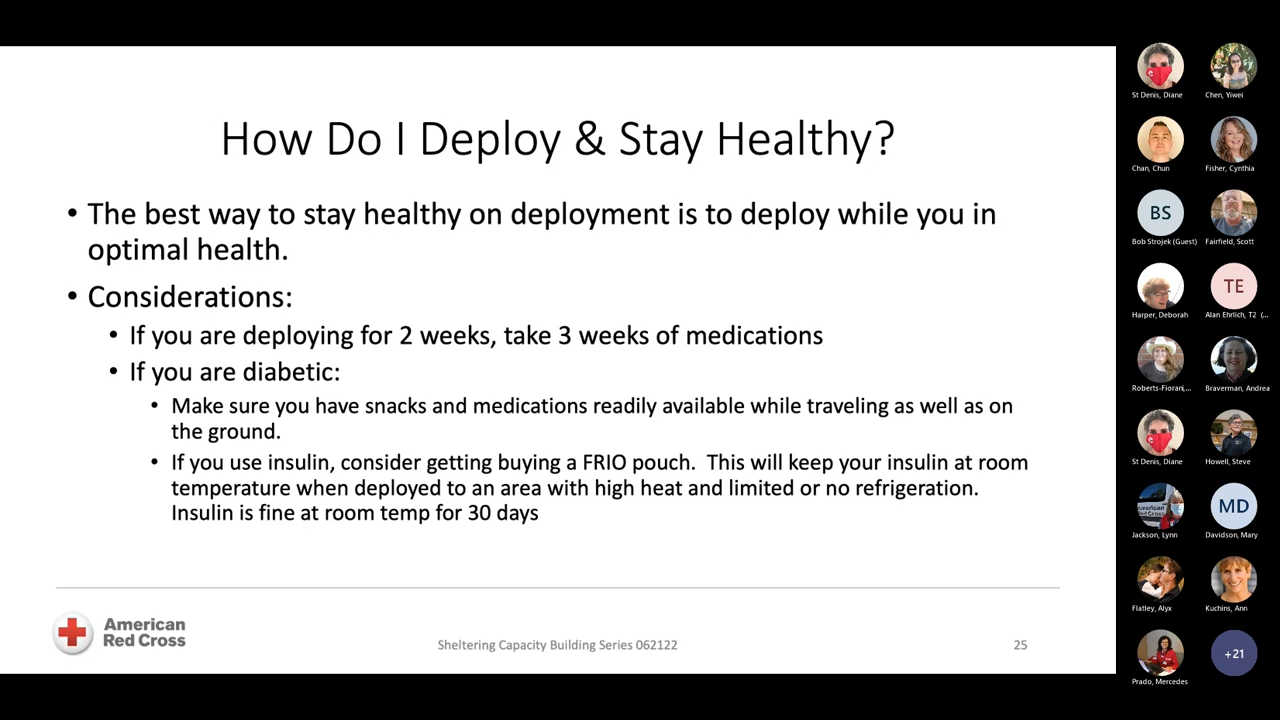 How Do I Deploy & Stay Healthy?
• The best way to stay healthy on deployment is to deploy while you in
optimal health.
• Considerations:
• If you are deploying for 2 weeks, take 3 weeks of medications
• If you are diabetic:
• Make sure you have snacks and medications readily available while traveling as well as on
the ground.
• If you use insulin, consider getting buying a FRIO pouch.  This will keep your insulin at room
temperature when deployed to an area with high heat and limited or no refrigeration.
Insulin is fine at room temp for 30 days
American
Red Cross
Sheltering Capacity Building Series 062122
25
St Denis, Diane
Chen, Yiwei
Chan, Chun
Fisher, Cynthia
BS
Bob Strojek (Guest)
Fairfield, Scott
Harper, Deborah
TE
Alan Ehrlich, T2 (...
Roberts-Fiorani,...
Braverman, Andrea
St Denis, Diane
Howell, Steve
American
Red Cross
Jackson, Lynn
MD
Davidson, Mary
Flatley, Alyx
Kuchins, Ann
Prado, Mercedes
+21